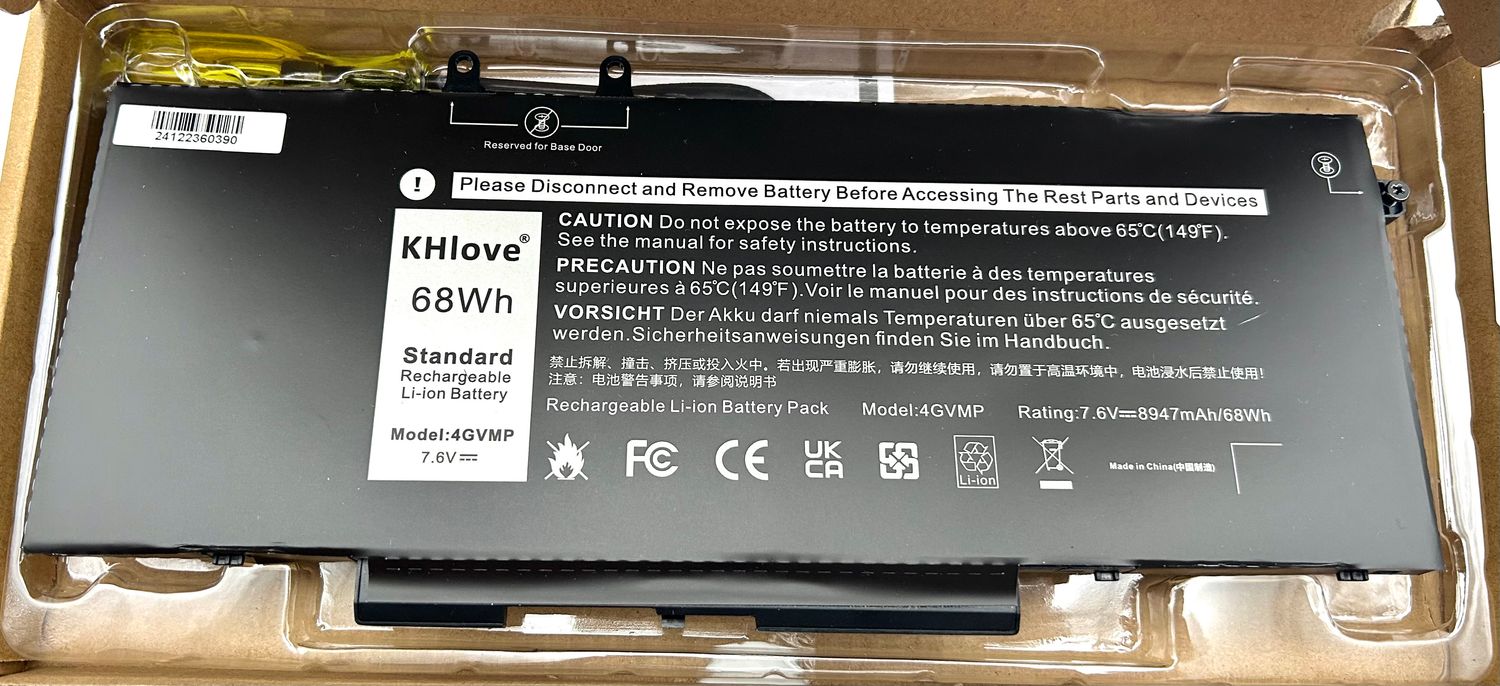 24122360390
Reserved for Base Door
! Please Disconnect and Remove Battery Before Accessing The Rest Parts and Devices
KHlove®
68Wh
Standard
Rechargeable
Li-ion Battery
Model:4GVMP
7.6V⎓
CAUTION Do not expose the battery to temperatures above 65℃(149℉).
See the manual for safety instructions.
PRECAUTION Ne pas soumettre la batterie à des temperatures
superieures à 65℃(149℉).Voir le manuel pour des instructions de sécurité.
VORSICHT Der Akku darf niemals Temperaturen über 65℃ ausgesetzt
werden.Sicherheitsanweisungen finden Sie im Handbuch.
禁止拆解、撞击、挤压或投入火中。若出现严重膨胀，请勿继续使用，请勿置于高温环境中，电池浸水后禁止使用！
注意：电池警告事项，请参阅说明书
Rechargeable Li-ion Battery Pack Model:4GVMP Rating:7.6V⎓8947mAh/68Wh
FC CE UK CA Li-ion Made in China(中国制造)